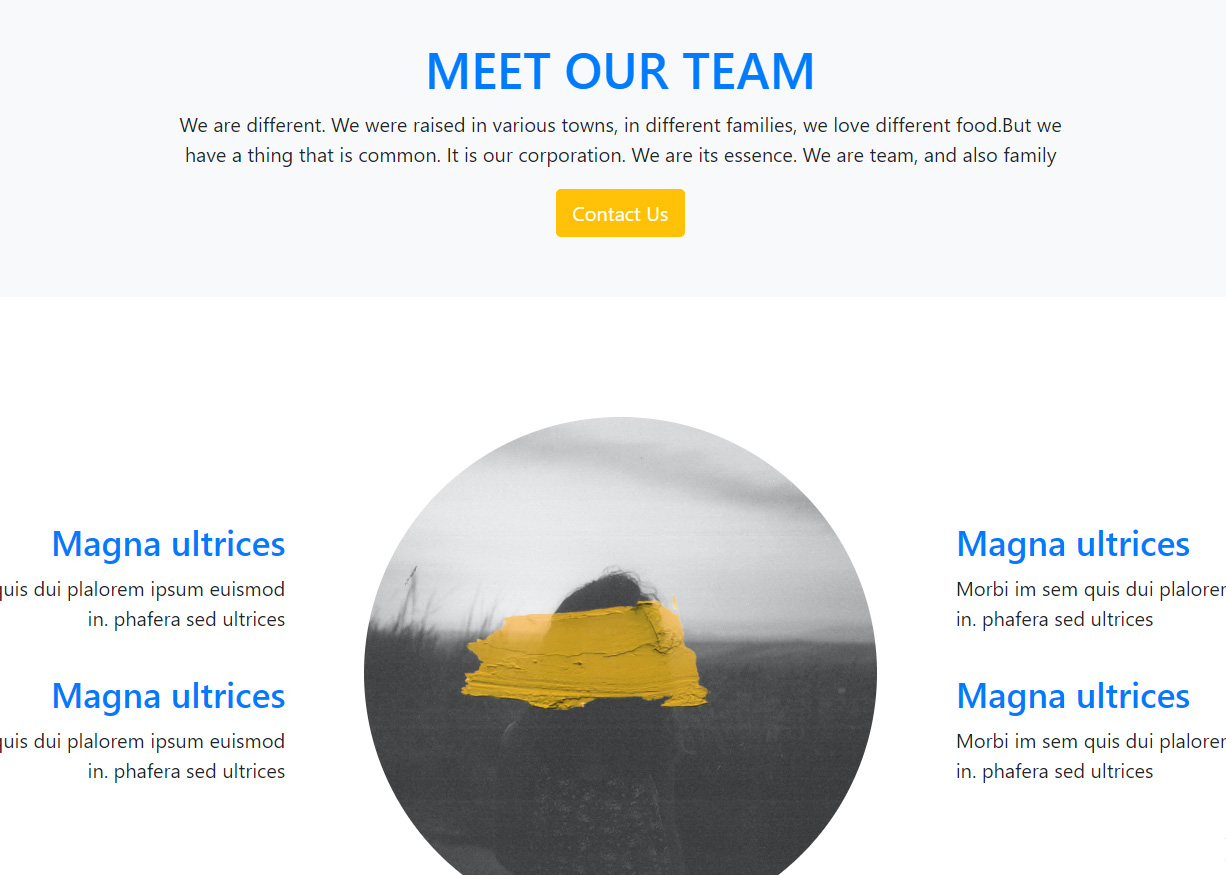 MEET OUR TEAM
We are different. We were raised in various towns, in different families, we love different food.But we
have a thing that is common. It is our corporation. We are its essence. We are team, and also family
Contact Us
Magna ultrices
dui plalorem ipsum euismod
in. phafera sed ultrices
Magna ultrices
dui plalorem ipsum euismod
in. phafera sed ultrices
Magna ultrices
Morbi im sem quis dui
in. phafera sed ultrices
Magna ultrices
Morbi im sem quis dui
in. phafera sed ultrices